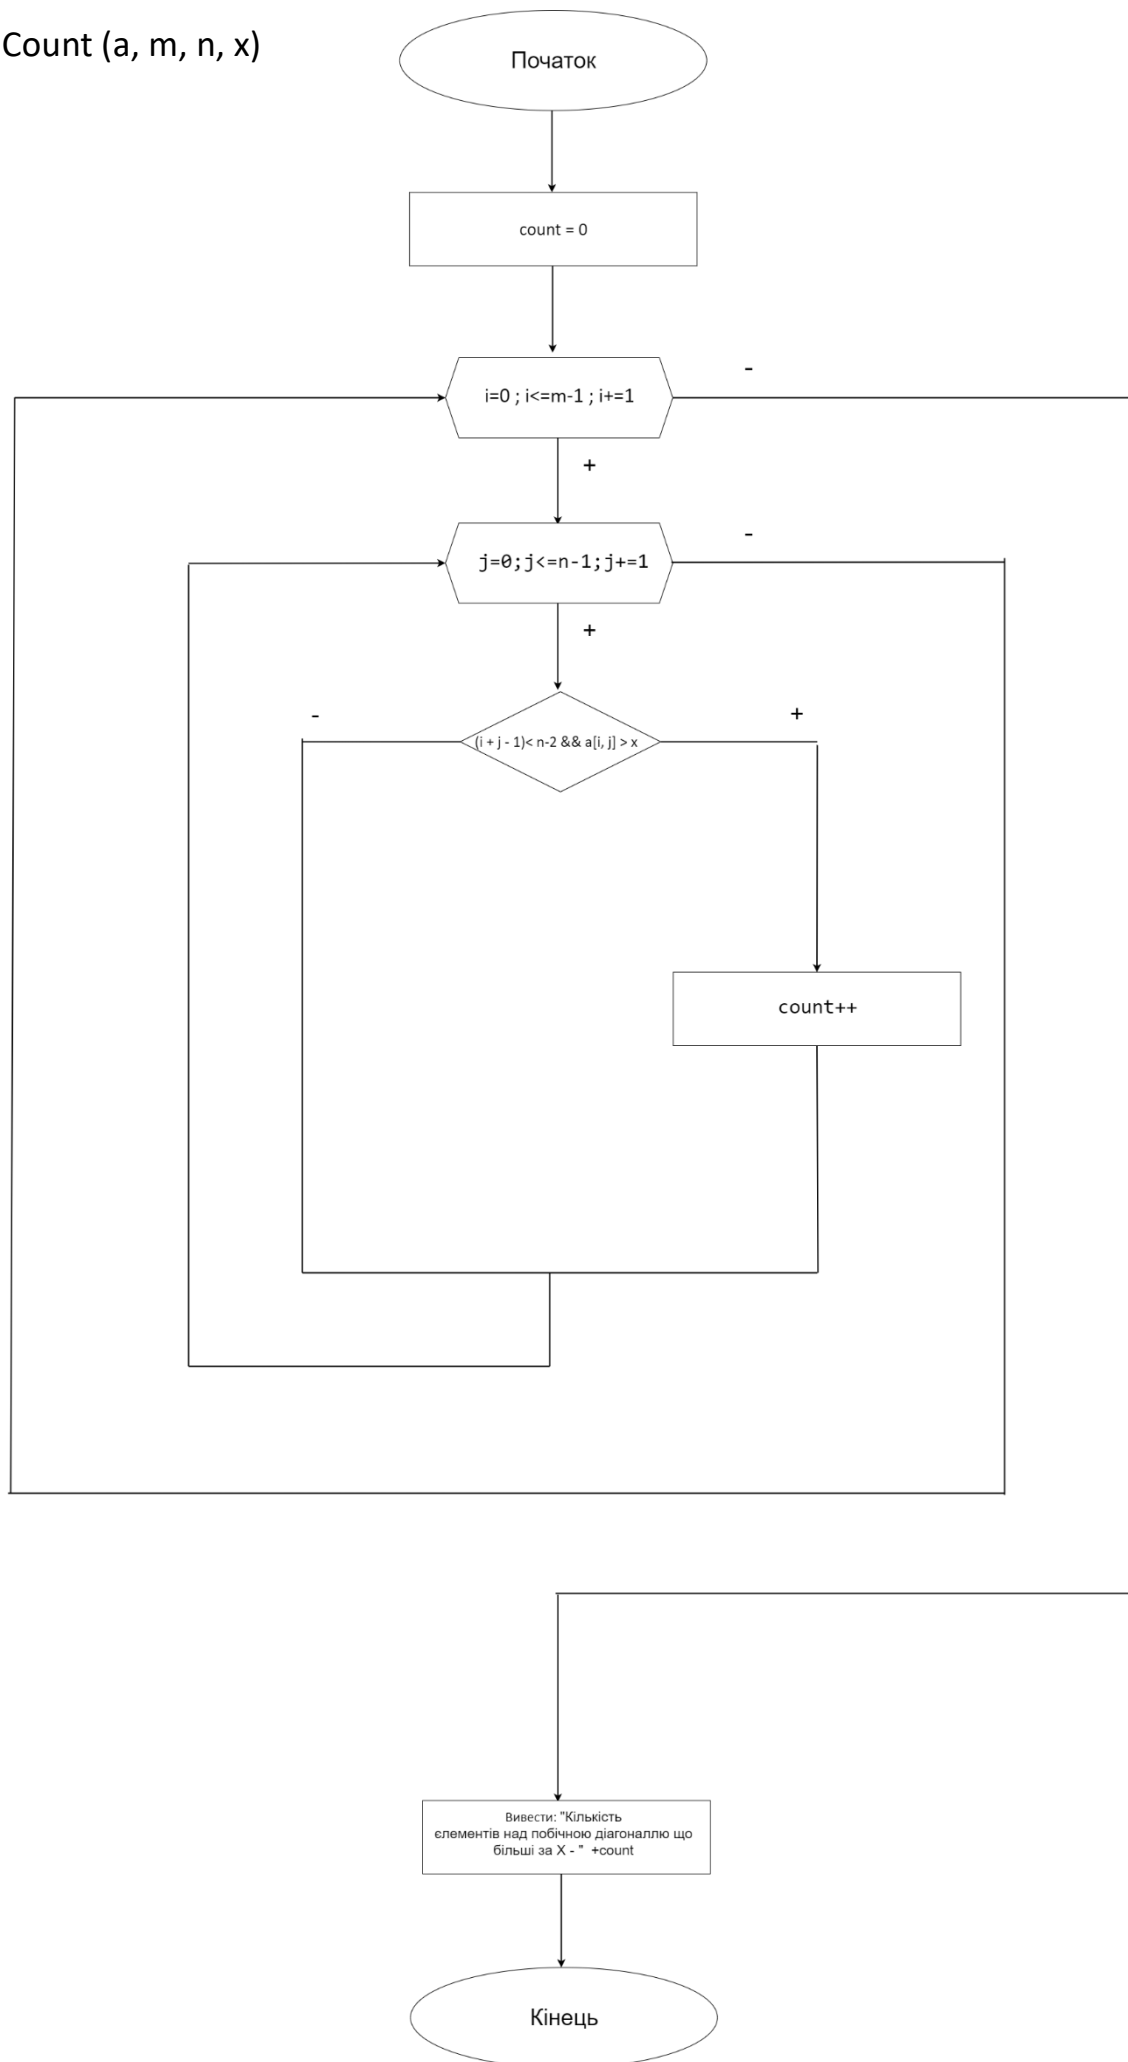 Count (a, m, n, x)
Початок
count = 0
i=0 ; i<=m-1 ; i+=1
-
+
j=0;j<=n-1;j+=1
-
+
(i + j - 1)< n-2 && a[i, j] > x
-
+
count++
Вивести: "Кількість
єлементів над побічною діагоналлю що
більші за X - " +count
Кінець